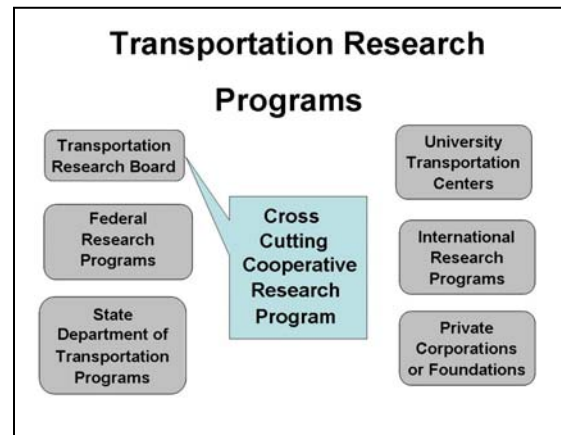 Transportation Research
Programs
Transportation
Research Board
Federal
Research
Programs
State
Department of
Transportation
Programs
Cross
Cutting
Cooperative
Research
Program
University
Transportation
Centers
International
Research
Programs
Private
Corporations
or Foundations